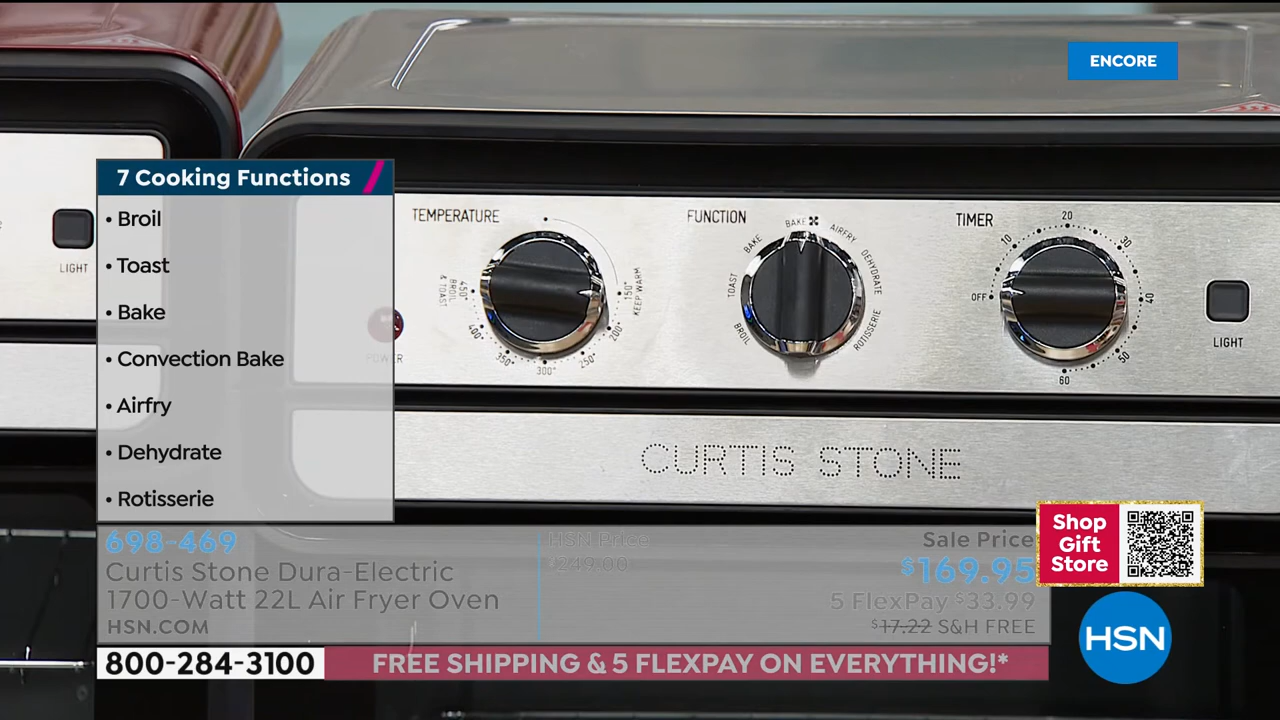 ENCORE
7 Cooking Functions
• Broil
• Toast
• Bake
• Convection Bake
• Airfry
• Dehydrate
• Rotisserie
LIGHT
POWER
TEMPERATURE
150°
KEEP WARM
200°
250°
300°
350°
400°
450°
BROIL
& TOAST
FUNCTION
BROIL
TOAST
BAKE
BAKE
AIRFRY
DEHYDRATE
ROTISSERIE
TIMER
OFF
10
20
30
40
50
60
LIGHT
CURTIS STONE
698-469
Curtis Stone Dura-Electric
1700-Watt 22L Air Fryer Oven
HSN.COM
HSN Price
$249.00
Sale Price
$169.95
5 FlexPay $33.99
$17.22 S&H FREE
Shop
Gift
Store
HSN
800-284-3100
FREE SHIPPING & 5 FLEXPAY ON EVERYTHING!*